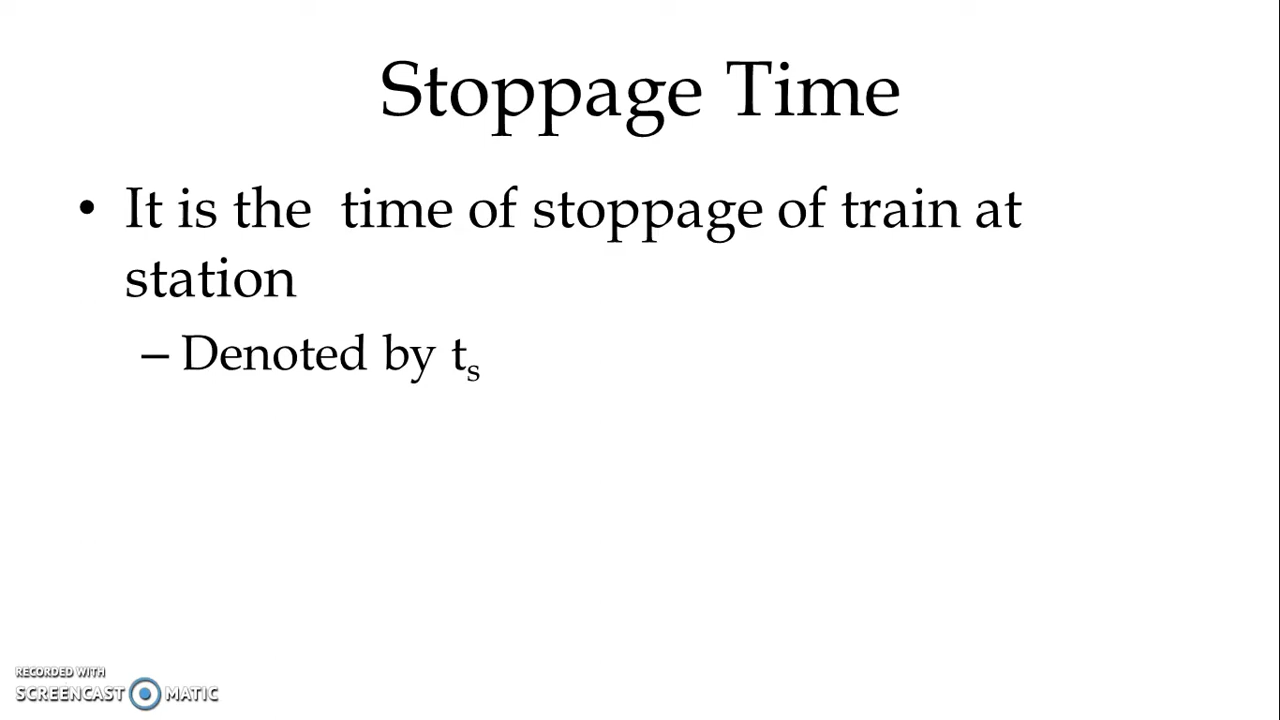 Stoppage Time
• It is the  time of stoppage of train at
station
– Denoted by ts
RECORDED WITH
SCREENCAST MATIC